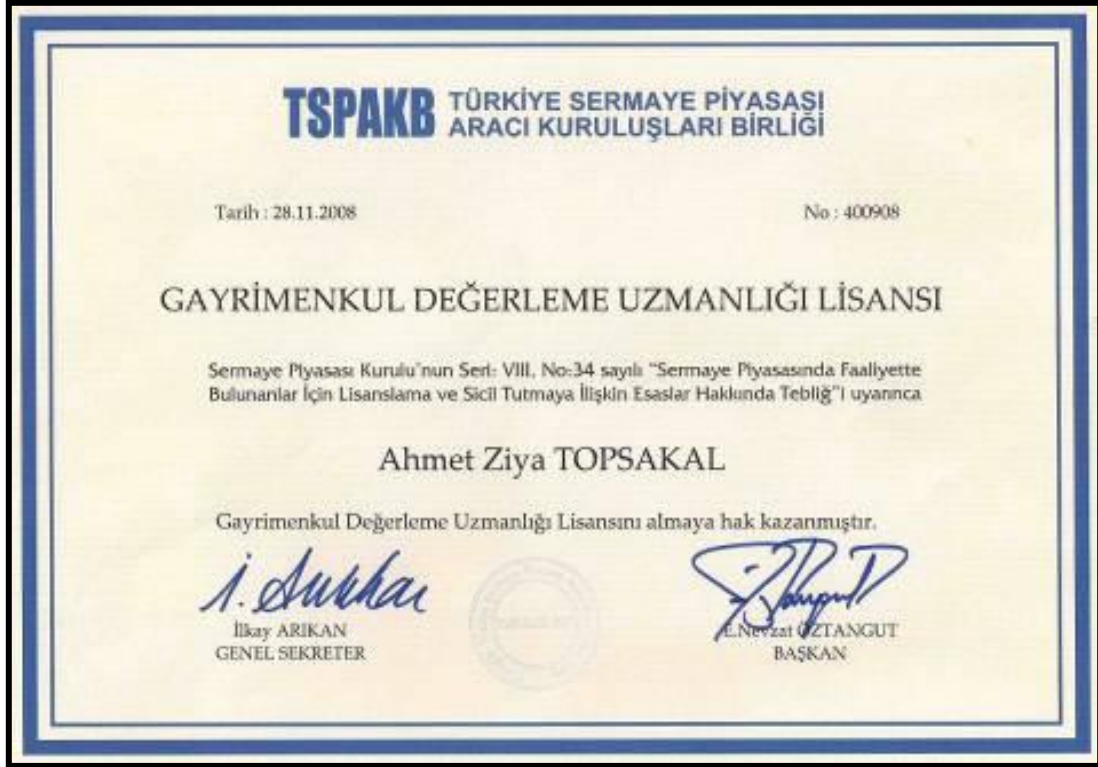 TSPAKB TÜRKİYE SERMAYE PİYASASI
ARACI KURULUŞLARI BİRLİĞİ
Tarih : 28.11.2008
No : 400908
GAYRİMENKUL DEĞERLEME UZMANLIĞI LİSANSI
Sermaye Piyasası Kurulu'nun Seri: VIII, No:34 sayılı "Sermaye Piyasasında Faaliyette
Bulunanlar İçin Lisanslama ve Sicil Tutmaya İlişkin Esaslar Hakkında Tebliğ"i uyarınca
Ahmet Ziya TOPSAKAL
Gayrimenkul Değerleme Uzmanlığı Lisansını almaya hak kazanmıştır.
İlkay ARIKAN
GENEL SEKRETER
E.Nevzat ÖZTANGUT
BAŞKAN